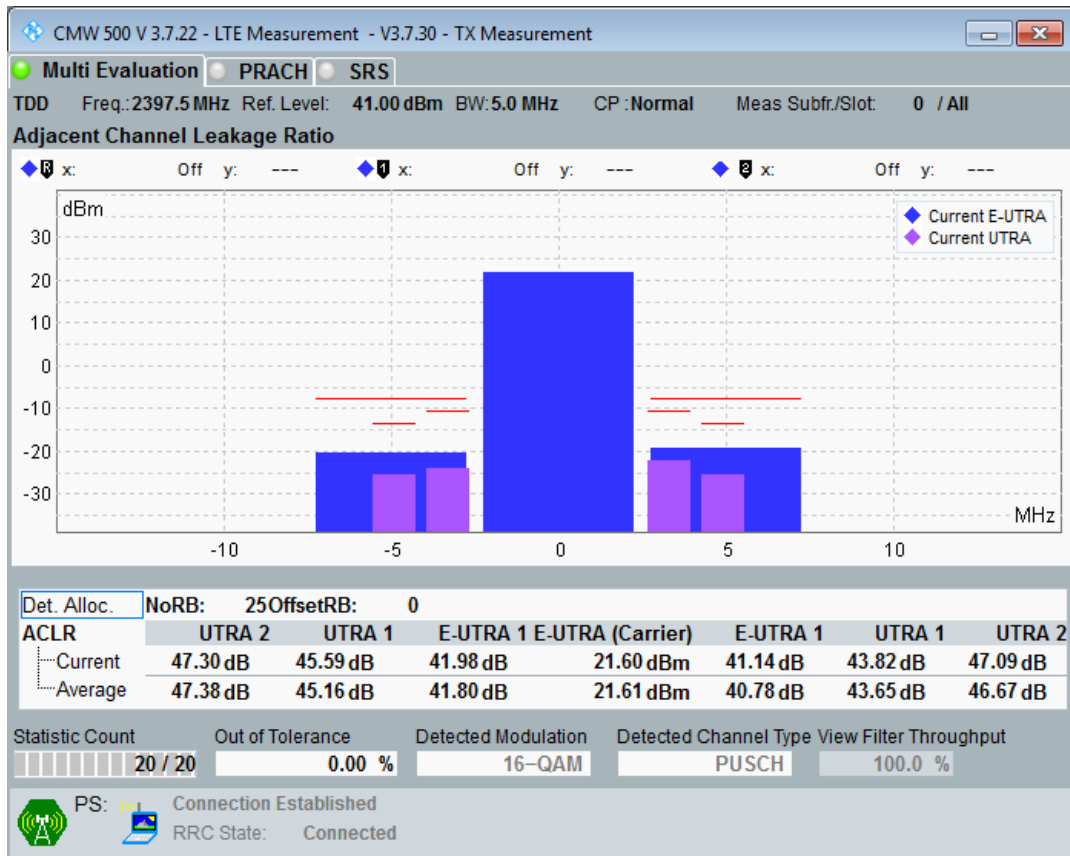 CMW 500 V 3.7.22 - LTE Measurement - V3.7.30 - TX Measurement
Multi Evaluation PRACH SRS
TDD Freq.:2397.5 MHz Ref. Level: 41.00 dBm BW:5.0 MHz CP :Normal Meas Subfr./Slot: 0 / All
Adjacent Channel Leakage Ratio
R x: Off y: --- 1 x: Off y: --- 2 x: Off y: ---
dBm
Current E-UTRA
Current UTRA
30
20
10
0
-10
-20
-30
MHz
-10 -5 0 5 10
Det. Alloc. NoRB: 25 OffsetRB: 0
ACLR UTRA 2 UTRA 1 E-UTRA 1 E-UTRA (Carrier) E-UTRA 1 UTRA 1 UTRA 2
Current 47.30 dB 45.59 dB 41.98 dB 21.60 dBm 41.14 dB 43.82 dB 47.09 dB
Average 47.38 dB 45.16 dB 41.80 dB 21.61 dBm 40.78 dB 43.65 dB 46.67 dB
Statistic Count Out of Tolerance Detected Modulation Detected Channel Type View Filter Throughput
20 / 20 0.00 % 16-QAM PUSCH 100.0 %
PS: Connection Established
RRC State: Connected